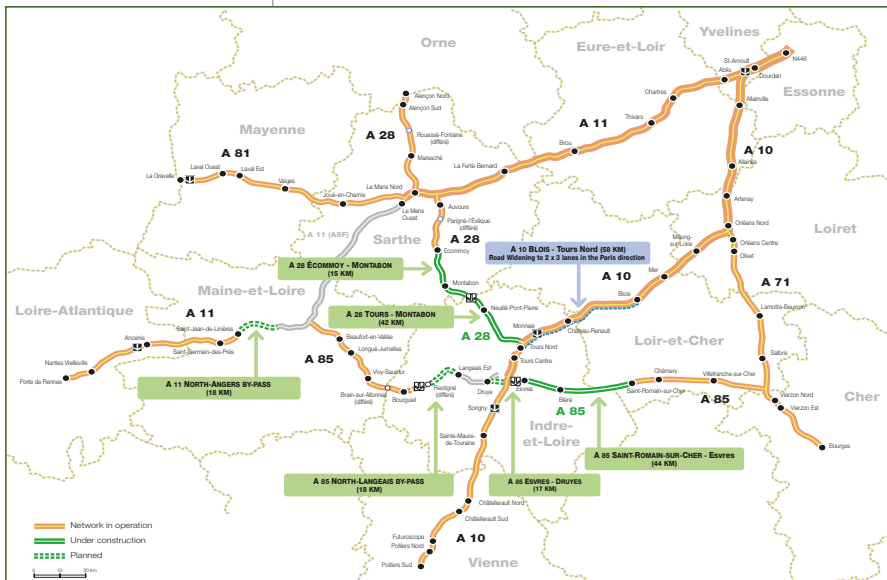 Orne
Eure-et-Loir
Yvelines
St-Arnoult
N446
Ablis
Dourdan
Essonne
Alençon Nord
Alençon Sud
Chartres
Allainville
Mayenne
A 28
Rouessé-Fontaine
(différé)
Thivars
A 11
A 10
A 81
Maresché
Brou
Laval Ouest
Laval Est
La Gravelle
La Ferté-Bernard
Allaines
Vaiges
Le Mans Nord
Joué-en-Charnie
Artenay
Le Mans
Ouest
Auvours
Parigné-l'Évêque
(différé)
Orléans Nord
Loiret
A 11 (ASF)
Sarthe
A 28
Ecommoy
A 10 BLOIS - Tours Nord (58 KM)
Road Widening to 2 x 3 lanes in the Paris direction
Meung-
sur-Loire
Orléans Centre
Olivet
A 28 ÉCOMMOY - MONTABON
(15 KM)
Montabon
A 10
Mer
A 71
Maine-et-Loire
Blois
Loire-Atlantique
A 11
Neuillé-Pont-Pierre
Lamotte-Beuvron
A 28 TOURS - MONTABON
(42 KM)
Saint-Jean-de-Linières
Monnaie
Château-Renault
Ancenis
Beaufort-en-Vallée
A 28
Loir-et-Cher
Saint-Germain-des-Prés
Longué-Jumelles
Tours Nord
Nantes Vieilleville
A 85
Tours Centre
Salbris
Porte de Rennes
Vivy-Saumur
Langeais Est
Chémery
Villefranche-sur-Cher
A 11 NORTH-ANGERS BY-PASS
(18 KM)
Brain-sur-Allonnes
(différé)
Bourgueil
Restigné
(différé)
Druye
Esvres
Bléré
Saint-Romain-sur-Cher
A 85
Vierzon Nord
Cher
Sorigny
A 85
Vierzon Est
Indre-
et-Loire
Sainte-Maure-
de-Touraine
Bourges
A 85 NORTH-LANGEAIS BY-PASS
(18 KM)
A 85 ESVRES - DRUYES
(17 KM)
A 85 SAINT-ROMAIN-SUR-CHER - Esvres
(44 KM)
Châtellerault Nord
Châtellerault Sud
Network in operation
Under construction
Planned
Futuroscope
Poitiers Nord
A 10
Vienne
Poitiers Sud
0 10 20 km